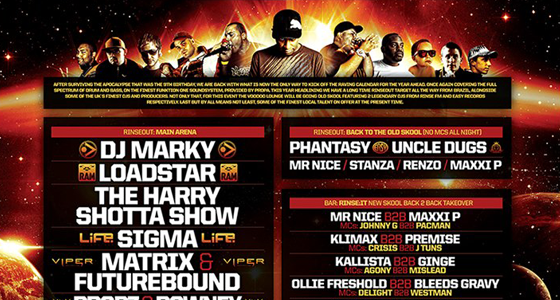 AFTER SURVIVING THE APOCALYPSE THAT WAS THE 9TH BIRTHDAY, WE ARE BACK WITH WHAT IS NOW THE ONLY WAY TO KICK OFF THE RAVING CALENDAR FOR THE YEAR AHEAD. ONCE AGAIN COVERING THE FULL
SPECTRUM OF DRUM AND BASS, ON THE FUNKTION ONE SOUNDSYSTEM, PROVIDED BY POPPA, THIS YEAR HEADLINING WE HAVE A LONG TIME RINSEOUT TARGET ALL THE WAY FROM BRAZIL, ALONGSIDE
SOME OF THE UK'S FINEST DJS AND PRODUCERS. NOT ONLY THAT, FOR THIS EVENT THE VOODOO LOUNGE WILL BE GOING OLD SKOOL FEATURING 2 LEGENDARY DJS FROM RINSE FM AND EASY RECORDS
RESPECTIVELY. LAST BUT BY ALL MEANS NOT LEAST, SOME OF THE FINEST LOCAL TALENT ON OFFER AT THE PRESENT TIME.
RINSEOUT: MAIN ARENA
DJ MARKY
RAM LOADSTAR RAM
THE HARRY
SHOTTA SHOW
LIFE SIGMA LIFE
VIPER MATRIX & VIPER
FUTUREBOUND
RINSEOUT: BACK TO THE OLD SKOOL (NO MCS ALL NIGHT)
PHANTASY UNCLE DUGS
MR NICE / STANZA / RENZO / MAXXI P
BAR: RINSE:IT NEW SKOOL BACK 2 BACK TAKEOVER
MR NICE B2B MAXXI P
MCs: JOHNNY G B2B PACMAN
KLIMAX B2B PREMISE
MCs: CRISIS B2B J TUNS
KALLISTA B2B GINGE
MCs: AGONY B2B MISLEAD
OLLIE FRESHOLD B2B BLEEDS GRAVY
MCs: DELIGHT B2B WESTMAN